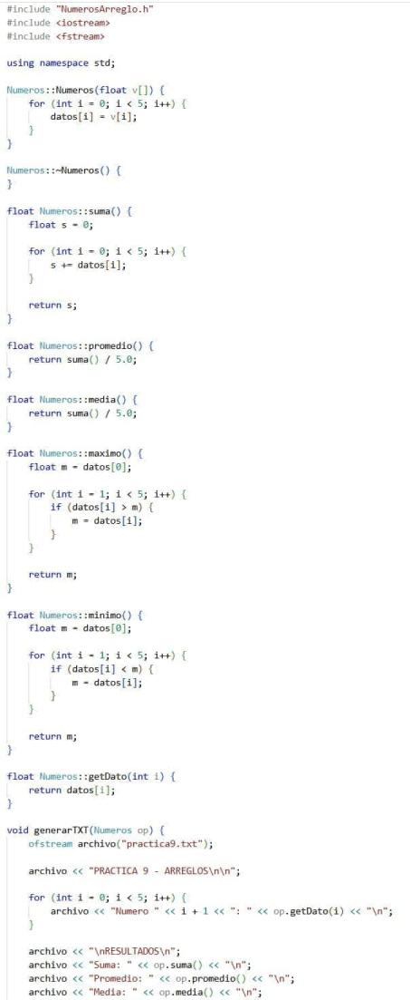 #include "NumerosArreglo.h"
#include <iostream>
#include <fstream>

using namespace std;

Numeros::Numeros(float v[]) {
    for (int i = 0; i < 5; i++) {
        datos[i] = v[i];
    }
}

Numeros::~Numeros() {
}

float Numeros::suma() {
    float s = 0;

    for (int i = 0; i < 5; i++) {
        s += datos[i];
    }

    return s;
}

float Numeros::promedio() {
    return suma() / 5.0;
}

float Numeros::media() {
    return suma() / 5.0;
}

float Numeros::maximo() {
    float m = datos[0];

    for (int i = 1; i < 5; i++) {
        if (datos[i] > m) {
            m = datos[i];
        }
    }

    return m;
}

float Numeros::minimo() {
    float m = datos[0];

    for (int i = 1; i < 5; i++) {
        if (datos[i] < m) {
            m = datos[i];
        }
    }

    return m;
}

float Numeros::getDato(int i) {
    return datos[i];
}

void generarTXT(Numeros op) {
    ofstream archivo("practica9.txt");

    archivo << "PRACTICA 9 - ARREGLOS\n\n";

    for (int i = 0; i < 5; i++) {
        archivo << "Numero " << i + 1 << ": " << op.getDato(i) << "\n";
    }

    archivo << "\nRESULTADOS\n";
    archivo << "Suma: " << op.suma() << "\n";
    archivo << "Promedio: " << op.promedio() << "\n";
    archivo << "Media: " << op.media() << "\n";